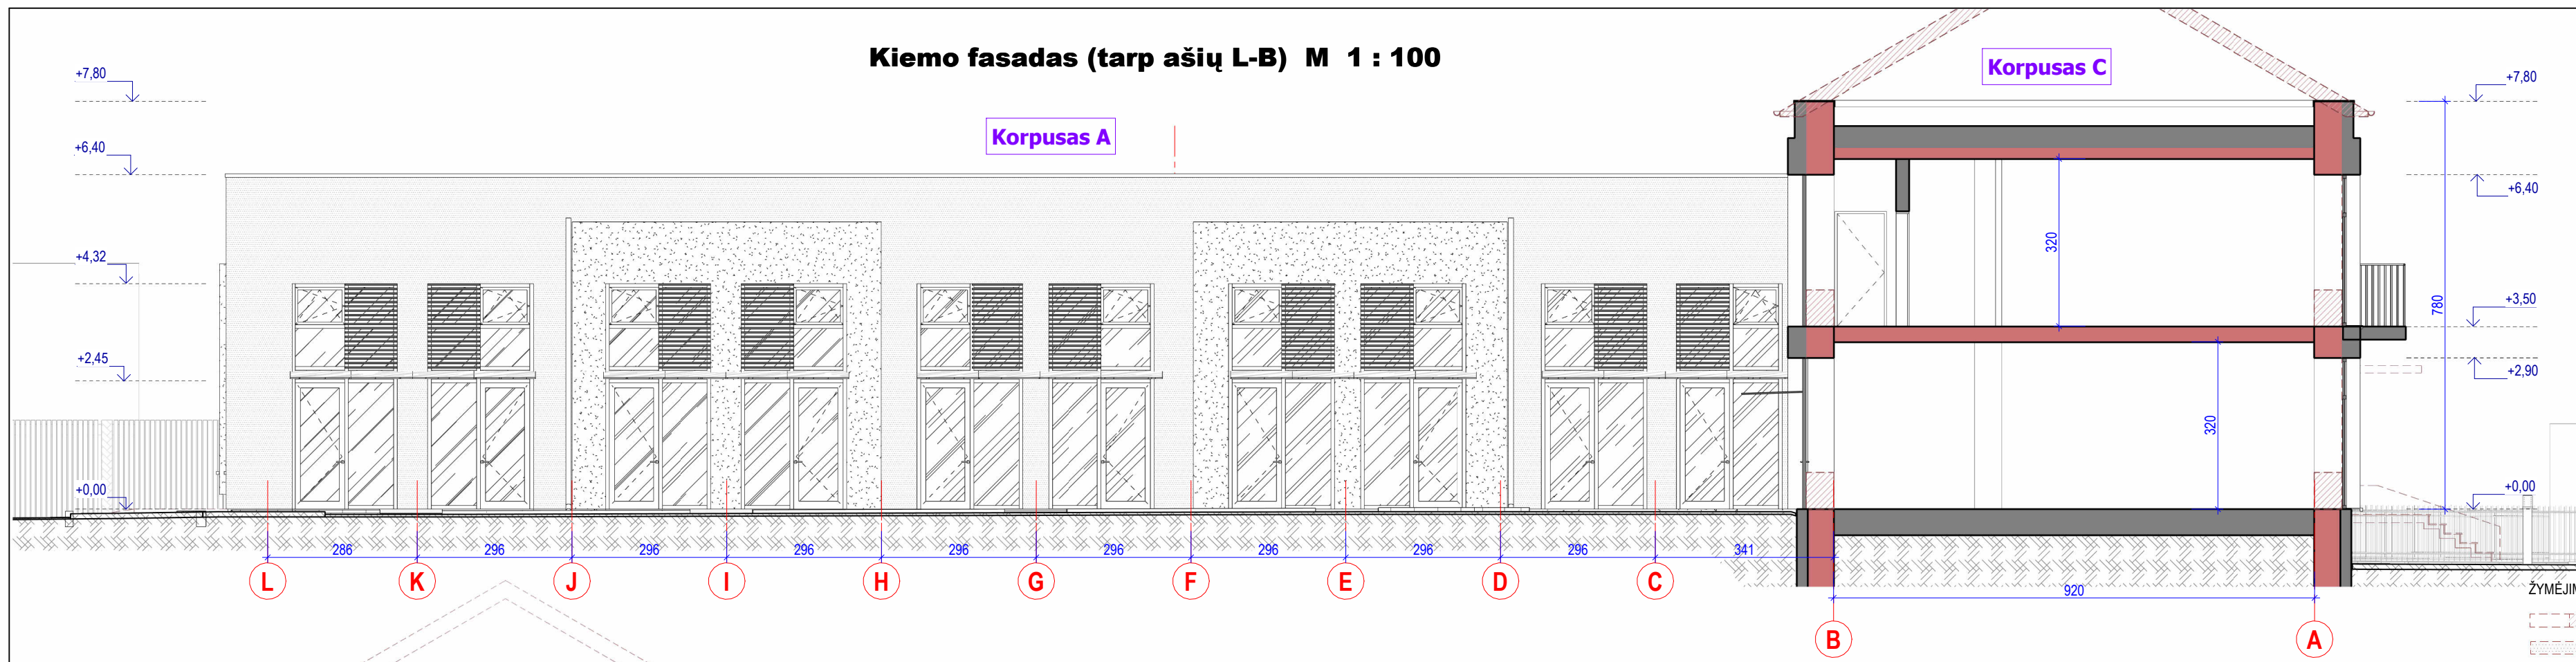 Kiemo fasadas (tarp ašių L-B) M 1 : 100
Korpusas A
Korpusas C
+7,80
+6,40
+4,32
+2,45
+0,00
+7,80
+6,40
+3,50
+2,90
+0,00
320
320
780
286
296
296
296
296
296
296
296
296
341
920
L
K
J
I
H
G
F
E
D
C
B
A
ŽYMĖJIM